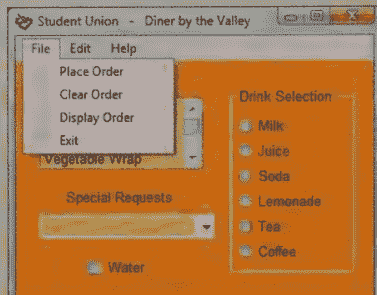 Student Union - Diner by the Valley
File Edit Help
Place Order
Clear Order
Display Order
Exit
Vegetable Wrap
Drink Selection
Milk
Juice
Soda
Lemonade
Tea
Coffee
Special Requests
Water